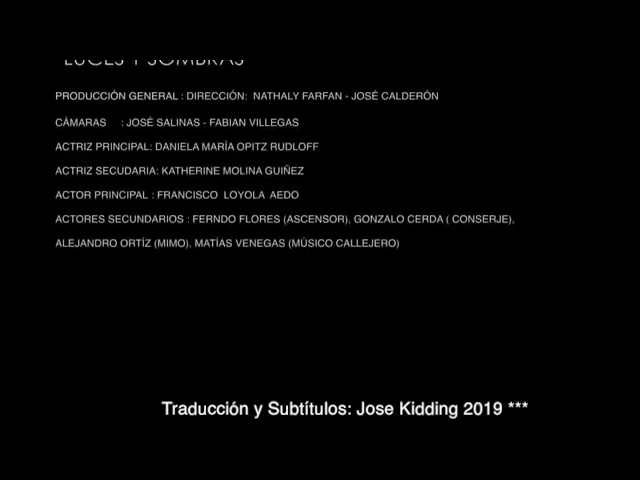 LUCES Y SOMBRAS
PRODUCCIÓN GENERAL : DIRECCIÓN: NATHALY FARFAN - JOSÉ CALDERÓN
CÁMARAS : JOSÉ SALINAS - FABIAN VILLEGAS
ACTRIZ PRINCIPAL: DANIELA MARÍA OPITZ RUDLOFF
ACTRIZ SECUDARIA: KATHERINE MOLINA GUIÑEZ
ACTOR PRINCIPAL : FRANCISCO LOYOLA AEDO
ACTORES SECUNDARIOS : FERNDO FLORES (ASCENSOR), GONZALO CERDA ( CONSERJE),
ALEJANDRO ORTÍZ (MIMO), MATÍAS VENEGAS (MÚSICO CALLEJERO)
Traducción y Subtítulos: Jose Kidding 2019 ***